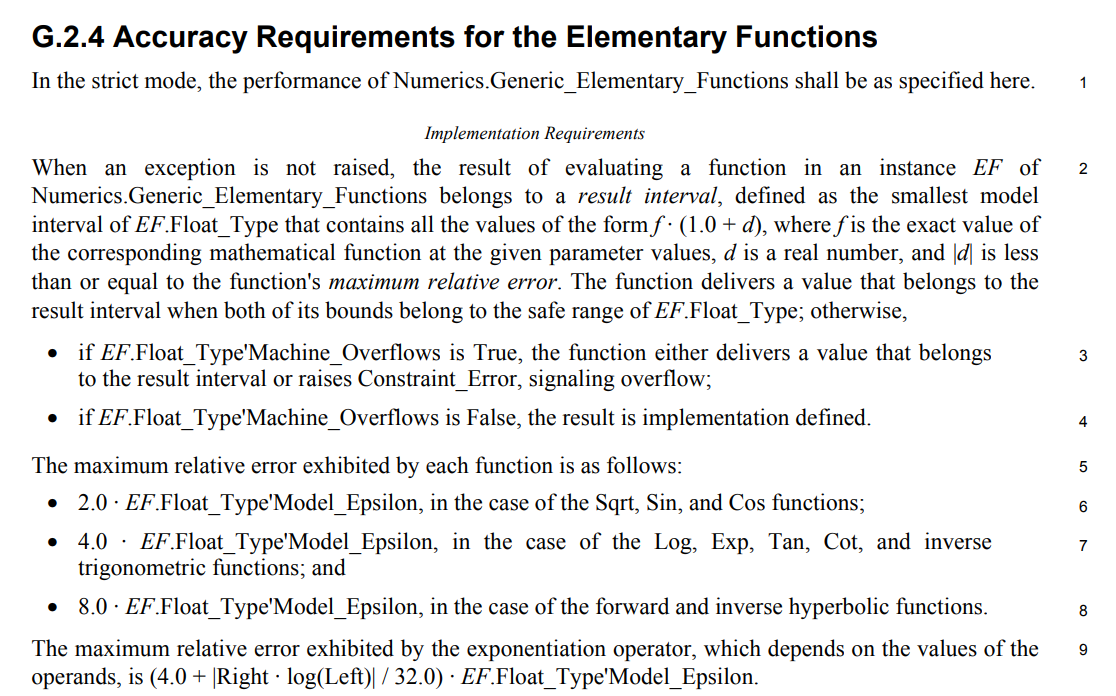 G.2.4 Accuracy Requirements for the Elementary Functions
In the strict mode, the performance of Numerics.Generic_Elementary_Functions shall be as specified here. 1
Implementation Requirements
When an exception is not raised, the result of evaluating a function in an instance EF of 2
Numerics.Generic_Elementary_Functions belongs to a result interval, defined as the smallest model
interval of EF.Float_Type that contains all the values of the form f · (1.0 + d), where f is the exact value of
the corresponding mathematical function at the given parameter values, d is a real number, and |d| is less
than or equal to the function's maximum relative error. The function delivers a value that belongs to the
result interval when both of its bounds belong to the safe range of EF.Float_Type; otherwise,
• if EF.Float_Type'Machine_Overflows is True, the function either delivers a value that belongs 3
to the result interval or raises Constraint_Error, signaling overflow;
• if EF.Float_Type'Machine_Overflows is False, the result is implementation defined. 4
The maximum relative error exhibited by each function is as follows: 5
• 2.0 · EF.Float_Type'Model_Epsilon, in the case of the Sqrt, Sin, and Cos functions; 6
• 4.0 · EF.Float_Type'Model_Epsilon, in the case of the Log, Exp, Tan, Cot, and inverse 7
trigonometric functions; and
• 8.0 · EF.Float_Type'Model_Epsilon, in the case of the forward and inverse hyperbolic functions. 8
The maximum relative error exhibited by the exponentiation operator, which depends on the values of the 9
operands, is (4.0 + |Right · log(Left)| / 32.0) · EF.Float_Type'Model_Epsilon.